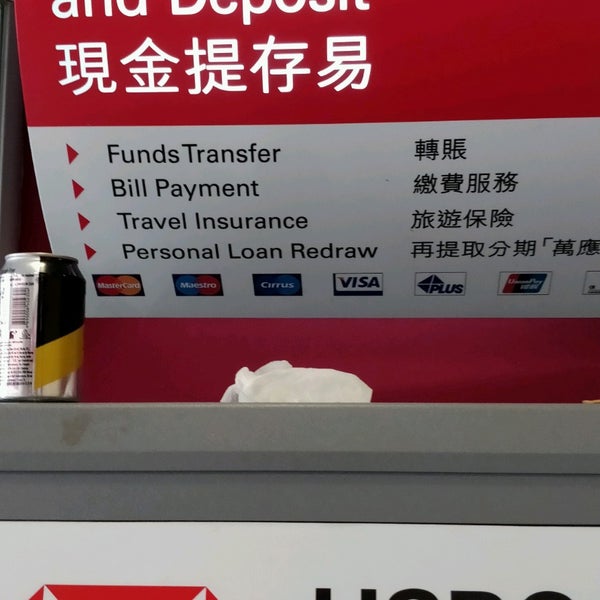 and Deposit
現金提存易
Funds Transfer 轉賬
Bill Payment 繳費服務
Travel Insurance 旅遊保險
Personal Loan Redraw 再提取分期「萬應
MasterCard Maestro Cirrus VISA PLUS UnionPay
HSBC